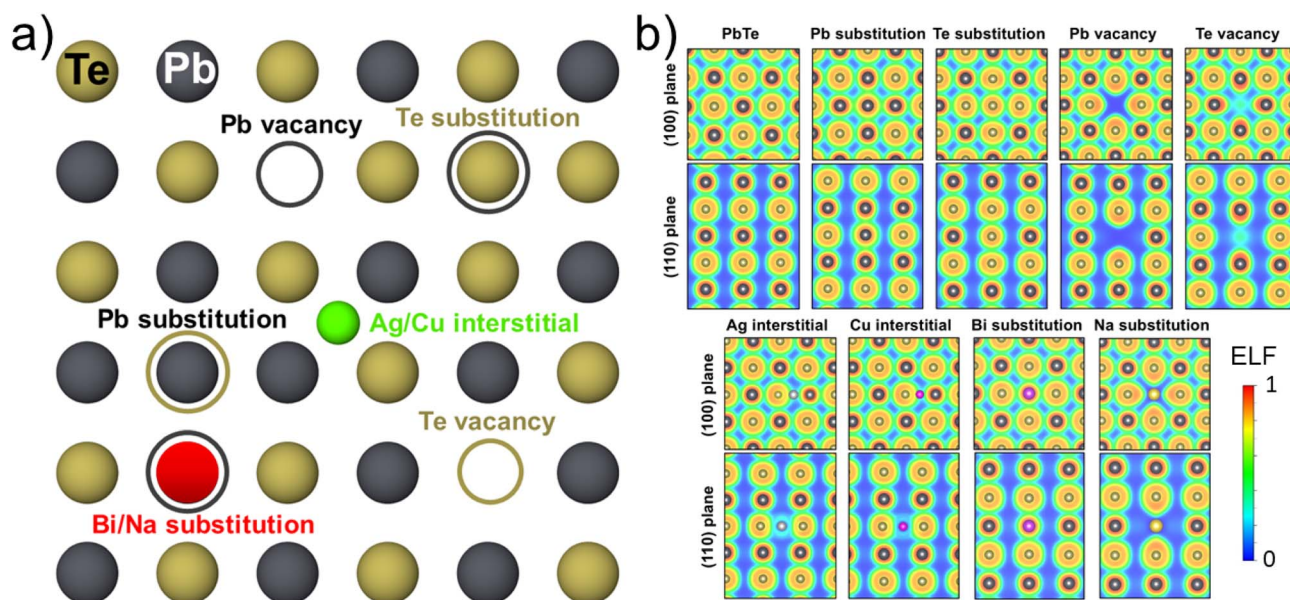 a)
Te Pb
Pb vacancy
Te substitution
Pb substitution
Ag/Cu interstitial
Te vacancy
Bi/Na substitution
b)
PbTe Pb substitution Te substitution Pb vacancy Te vacancy
(100) plane
(110) plane
Ag interstitial Cu interstitial Bi substitution Na substitution
(100) plane
(110) plane
ELF
1
0